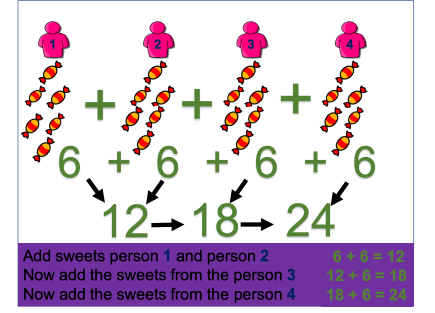 1 2 3 4
+ + +
6 + 6 + 6 + 6
12 18 24
Add sweets person 1 and person 2 6 + 6 = 12
Now add the sweets from the person 3 12 + 6 = 18
Now add the sweets from the person 4 18 + 6 = 24